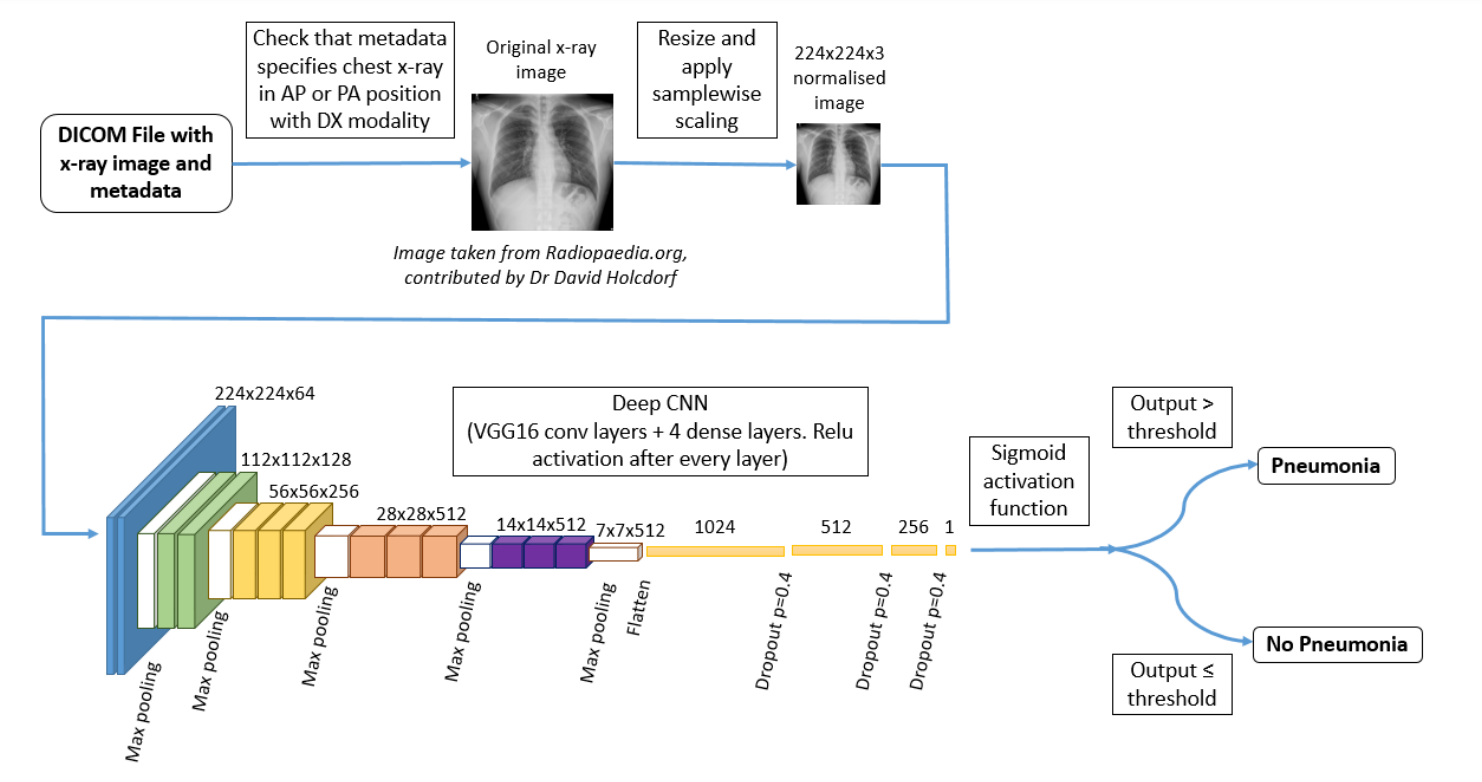 Check that metadata
specifies chest x-ray
in AP or PA position
with DX modality
Original x-ray
image
Resize and
apply
samplewise
scaling
224x224x3
normalised
image
DICOM File with
x-ray image and
metadata
Image taken from Radiopaedia.org,
contributed by Dr David Holcdorf
224x224x64
112x112x128
56x56x256
28x28x512
14x14x512
7x7x512
1024
512
256
1
Deep CNN
(VGG16 conv layers + 4 dense layers. Relu
activation after every layer)
Max pooling
Max pooling
Max pooling
Max pooling
Max pooling
Flatten
Dropout p=0.4
Dropout p=0.4
Dropout p=0.4
Sigmoid
activation
function
Output >
threshold
Pneumonia
No Pneumonia
Output ≤
threshold